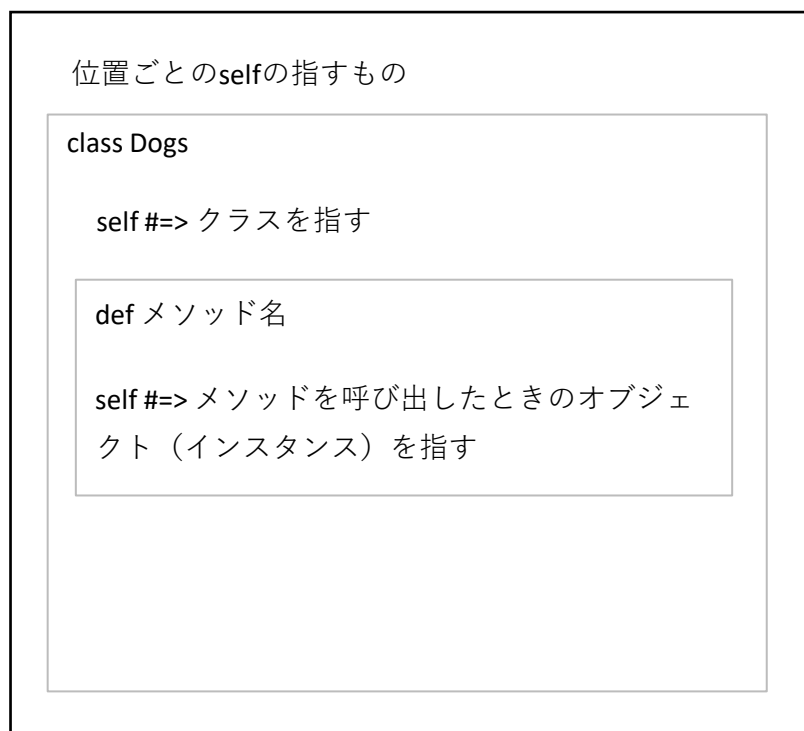 位置ごとのselfの指すもの
class Dogs
self #=> クラスを指す
def メソッド名
self #=> メソッドを呼び出したときのオブジェ
クト（インスタンス）を指す